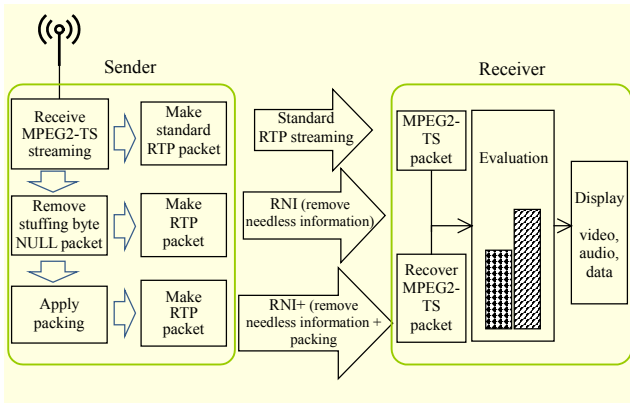 Sender
Receive
MPEG2-TS
streaming
Make
standard
RTP packet
Remove
stuffing byte
NULL packet
Make
RTP
packet
Apply
packing
Make
RTP
packet
Standard
RTP streaming
RNI (remove
needless information)
RNI+ (remove
needless information +
packing
Receiver
MPEG2-
TS
packet
Recover
MPEG2-
TS
packet
Evaluation
Display
video,
audio,
data